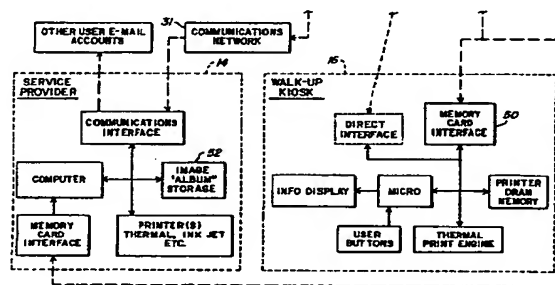 OTHER USER E-MAIL
ACCOUNTS
31
COMMUNICATIONS
NETWORK
14
SERVICE
PROVIDER
COMMUNICATIONS
INTERFACE
COMPUTER
52
IMAGE
"ALBUM"
STORAGE
MEMORY
CARD
INTERFACE
PRINTER(S)
THERMAL, INK JET
ETC.
16
WALK-UP
KIOSK
DIRECT
INTERFACE
MEMORY
CARD
INTERFACE
50
INFO DISPLAY
MICRO
PRINTER
DRAM
MEMORY
USER
BUTTONS
THERMAL
PRINT ENGINE